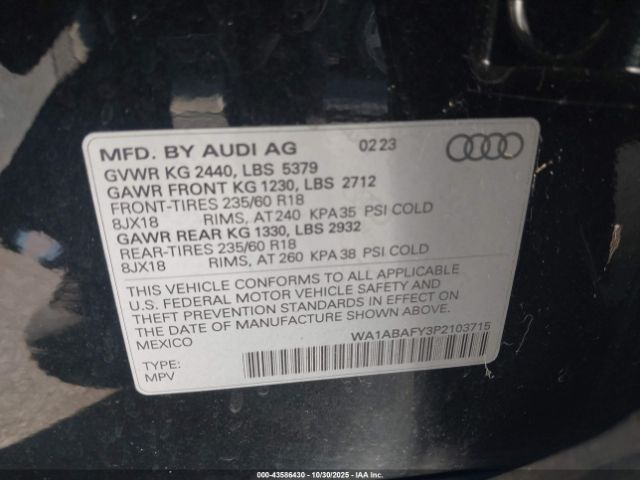 MFD. BY AUDI AG 02 23
GVWR KG 2440, LBS 5379
GAWR FRONT KG 1230, LBS 2712
FRONT-TIRES 235/60 R18
8JX18 RIMS, AT 240 KPA 35 PSI COLD
GAWR REAR KG 1330, LBS 2932
REAR-TIRES 235/60 R18
8JX18 RIMS, AT 260 KPA 38 PSI COLD
THIS VEHICLE CONFORMS TO ALL APPLICABLE
U.S. FEDERAL MOTOR VEHICLE SAFETY AND
THEFT PREVENTION STANDARDS IN EFFECT ON
THE DATE OF MANUFACTURE SHOWN ABOVE.
MEXICO
WA1ABAFY3P2103715
TYPE:
MPV
000-43586430 - 10/30/2025 - IAA Inc.